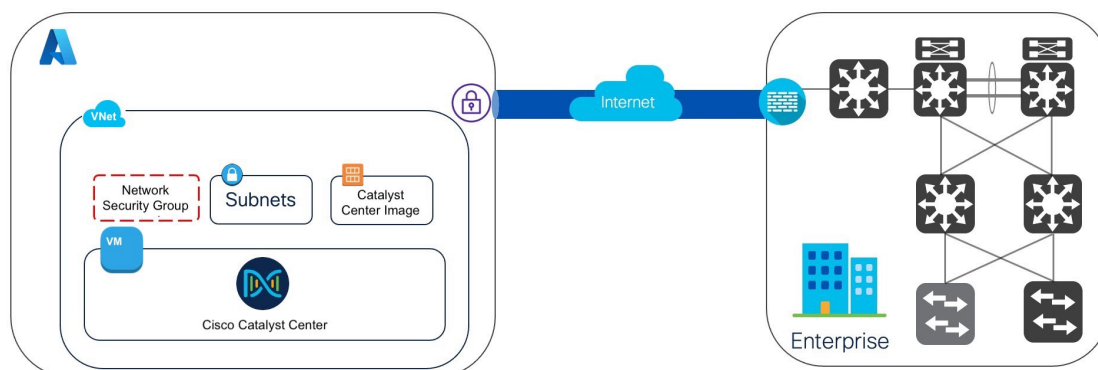 VNet
Network
Security Group
Subnets
Catalyst
Center Image
VM
Cisco Catalyst Center
Internet
Enterprise